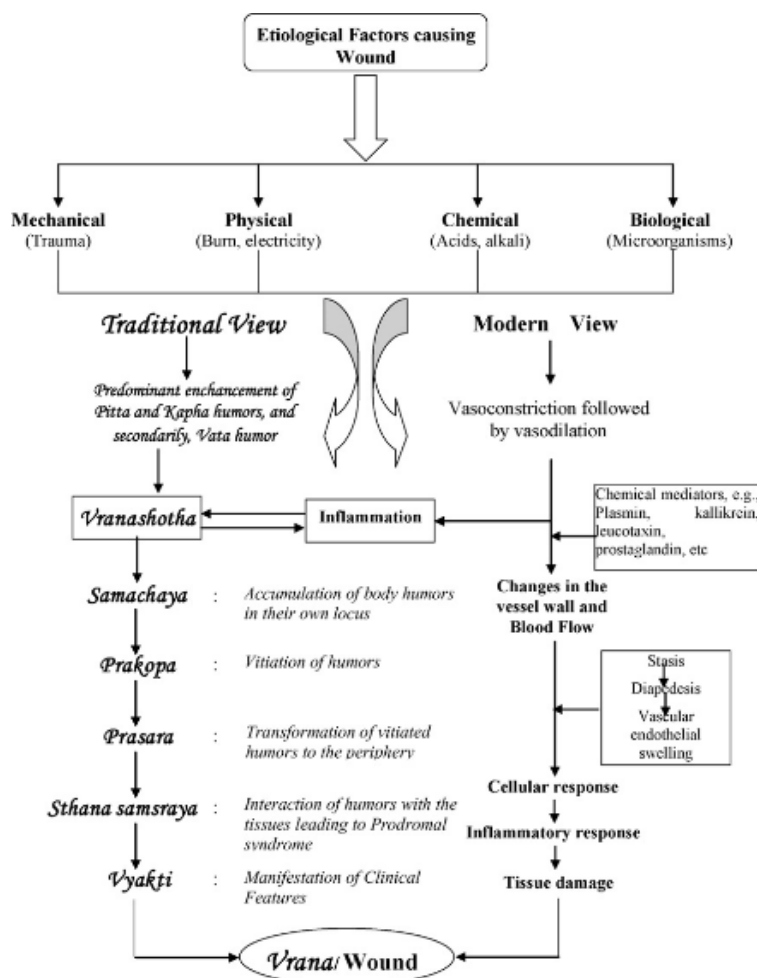 Etiological Factors causing
Wound
Mechanical
(Trauma)
Physical
(Burn, electricity)
Chemical
(Acids, alkali)
Biological
(Microorganisms)
Traditional View
Modern View
Predominant enchancement of
Pitta and Kapha humors, and
secondarily, Vata humor
Vasoconstriction followed
by vasodilation
Vranashotha
Inflammation
Chemical mediators, e.g.,
Plasmin, kallikrein,
leucotaxin,
prostaglandin, etc
Changes in the
vessel wall and
Blood Flow
Samachaya : Accumulation of body humors
in their own locus
Prakopa : Vitiation of humors
Stasis
Diapedesis
Vascular
endothelial
swelling
Prasara : Transformation of vitiated
humors to the periphery
Cellular response
Sthana samsraya : Interaction of humors with the
tissues leading to Prodromal
syndrome
Inflammatory response
Vyakti : Manifestation of Clinical
Features
Tissue damage
Vrana/ Wound